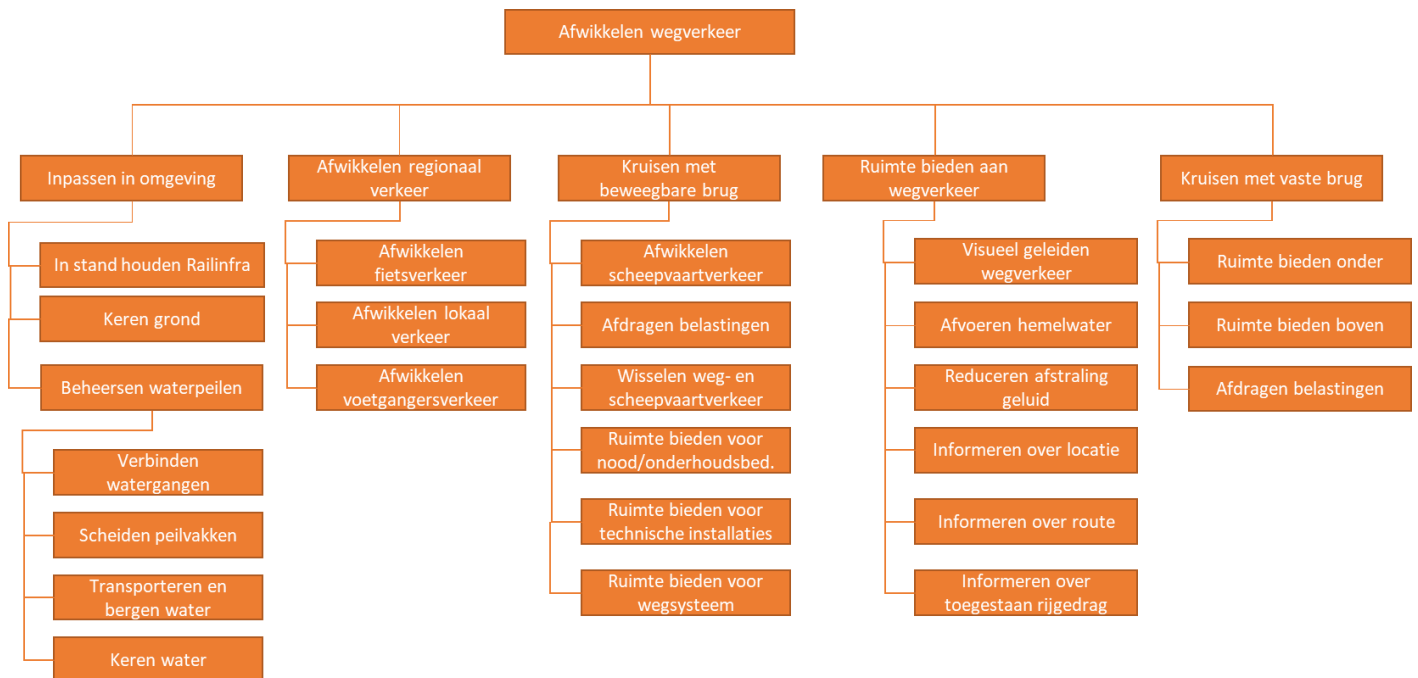 Afwikkelen wegverkeer
Inpassen in omgeving
In stand houden Railinfra
Keren grond
Beheersen waterpeilen
Verbinden
watergangen
Scheiden peilvakken
Transporteren en
bergen water
Keren water
Afwikkelen regionaal
verkeer
Afwikkelen
fietsverkeer
Afwikkelen lokaal
verkeer
Afwikkelen
voetgangersverkeer
Kruisen met
beweegbare brug
Afwikkelen
scheepvaartverkeer
Afdragen belastingen
Wisselen weg- en
scheepvaartverkeer
Ruimte bieden voor
nood/onderhoudsbed.
Ruimte bieden voor
technische installaties
Ruimte bieden voor
wegsysteem
Ruimte bieden aan
wegverkeer
Visueel geleiden
wegverkeer
Afvoeren hemelwater
Reduceren afstraling
geluid
Informeren over locatie
Informeren over route
Informeren over
toegestaan rijgedrag
Kruisen met vaste brug
Ruimte bieden onder
Ruimte bieden boven
Afdragen belastingen